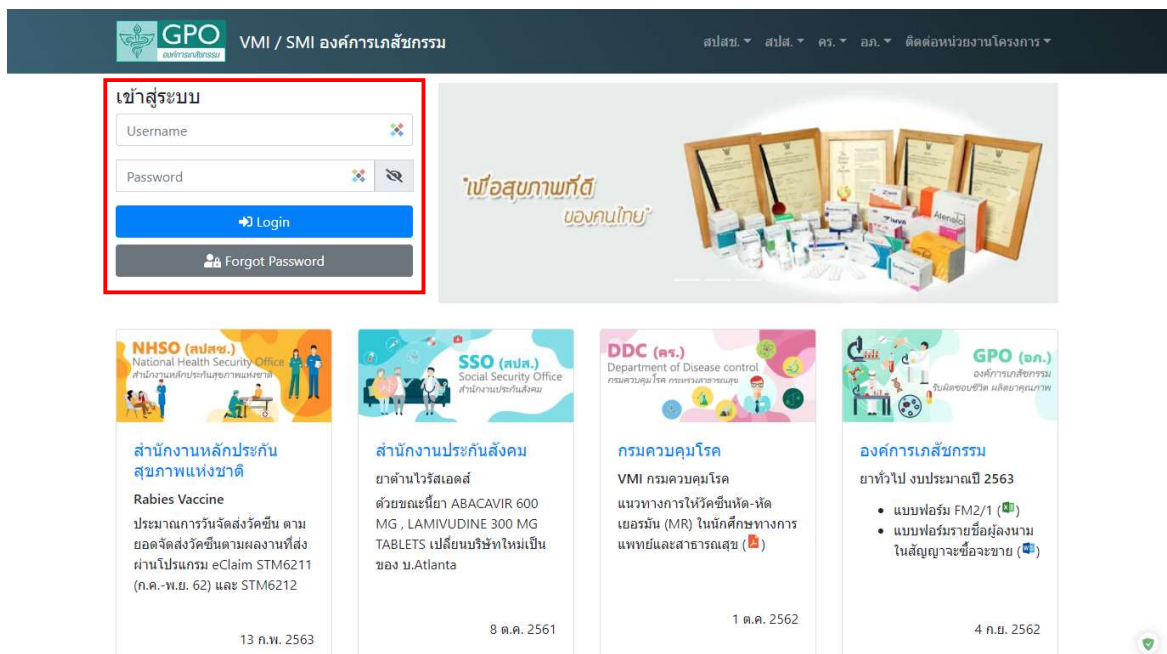 GPO
องค์การเภสัชกรรม
VMI / SMI องค์การเภสัชกรรม
สปสช.
สปส.
คร.
อภ.
ติดต่อหน่วยงานโครงการ
เข้าสู่ระบบ
Username
Password
Login
Forgot Password
"เพื่อสุขภาพที่ดี
ของคนไทย"
Atenolol
NHSO (สปสช.)
National Health Security Office
สำนักงานหลักประกันสุขภาพแห่งชาติ
สำนักงานหลักประกัน
สุขภาพแห่งชาติ
Rabies Vaccine
ประมาณการวันจัดส่งวัคซีน ตาม
ยอดจัดส่งวัคซีนตามผลงานที่ส่ง
ผ่านโปรแกรม eClaim STM6211
(ก.ค.-พ.ย. 62) และ STM6212
13 ก.พ. 2563
SSO (สปส.)
Social Security Office
สำนักงานประกันสังคม
สำนักงานประกันสังคม
ยาต้านไวรัสเอดส์
ด้วยขณะนี้ยา ABACAVIR 600
MG , LAMIVUDINE 300 MG
TABLETS เปลี่ยนบริษัทใหม่เป็น
ของ บ.Atlanta
8 ต.ค. 2561
DDC (คร.)
Department of Disease control
กรมควบคุมโรค กระทรวงสาธารณสุข
กรมควบคุมโรค
VMI กรมควบคุมโรค
แนวทางการให้วัคซีนหัด-หัด
เยอรมัน (MR) ในนักศึกษาทางการ
แพทย์และสาธารณสุข ( )
1 ต.ค. 2562
GPO (อภ.)
องค์การเภสัชกรรม
รับผิดชอบชีวิต ผลิตยาคุณภาพ
องค์การเภสัชกรรม
ยาทั่วไป งบประมาณปี 2563
• แบบฟอร์ม FM2/1 ( )
• แบบฟอร์มรายชื่อผู้ลงนาม
ในสัญญาจะซื้อจะขาย ( )
4 ก.ย. 2562